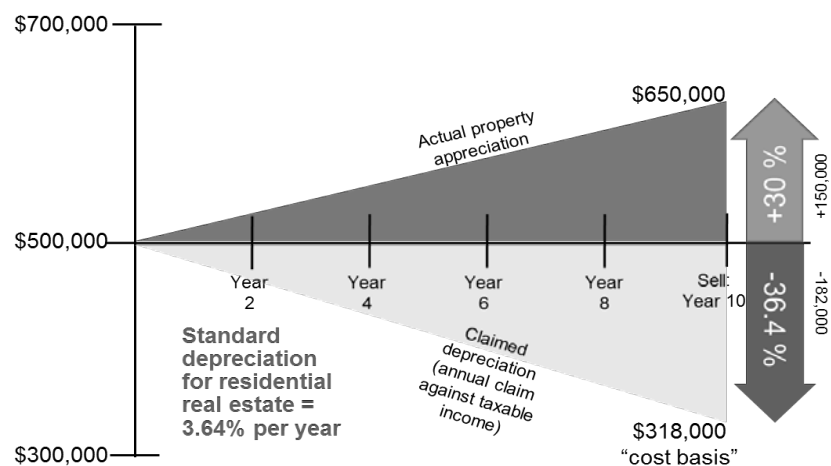 $700,000
$650,000
Actual property
appreciation
+30 %
+150,000
$500,000
Year
2
Year
4
Year
6
Year
8
Sell:
Year 10
-36.4 %
-182,000
Standard
depreciation
for residential
real estate =
3.64% per year
Claimed
depreciation
(annual claim
against taxable
income)
$318,000
“cost basis”
$300,000